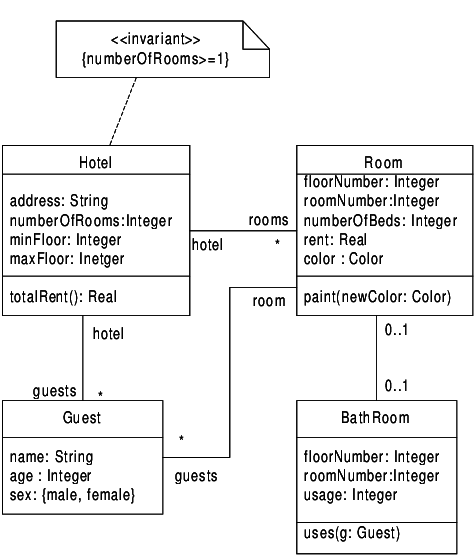 <<invariant>>
{numberOfRooms>=1}
Hotel
address: String
numberOfRooms:Integer
minFloor: Integer
maxFloor: Inetger
totalRent(): Real
rooms
hotel
*
Room
floorNumber: Integer
roomNumber:Integer
numberOfBeds: Integer
rent: Real
color : Color
paint(newColor: Color)
room
hotel
0..1
guests
*
0..1
Guest
name: String
age : Integer
sex: {male, female}
*
guests
BathRoom
floorNumber: Integer
roomNumber:Integer
usage: Integer
uses(g: Guest)